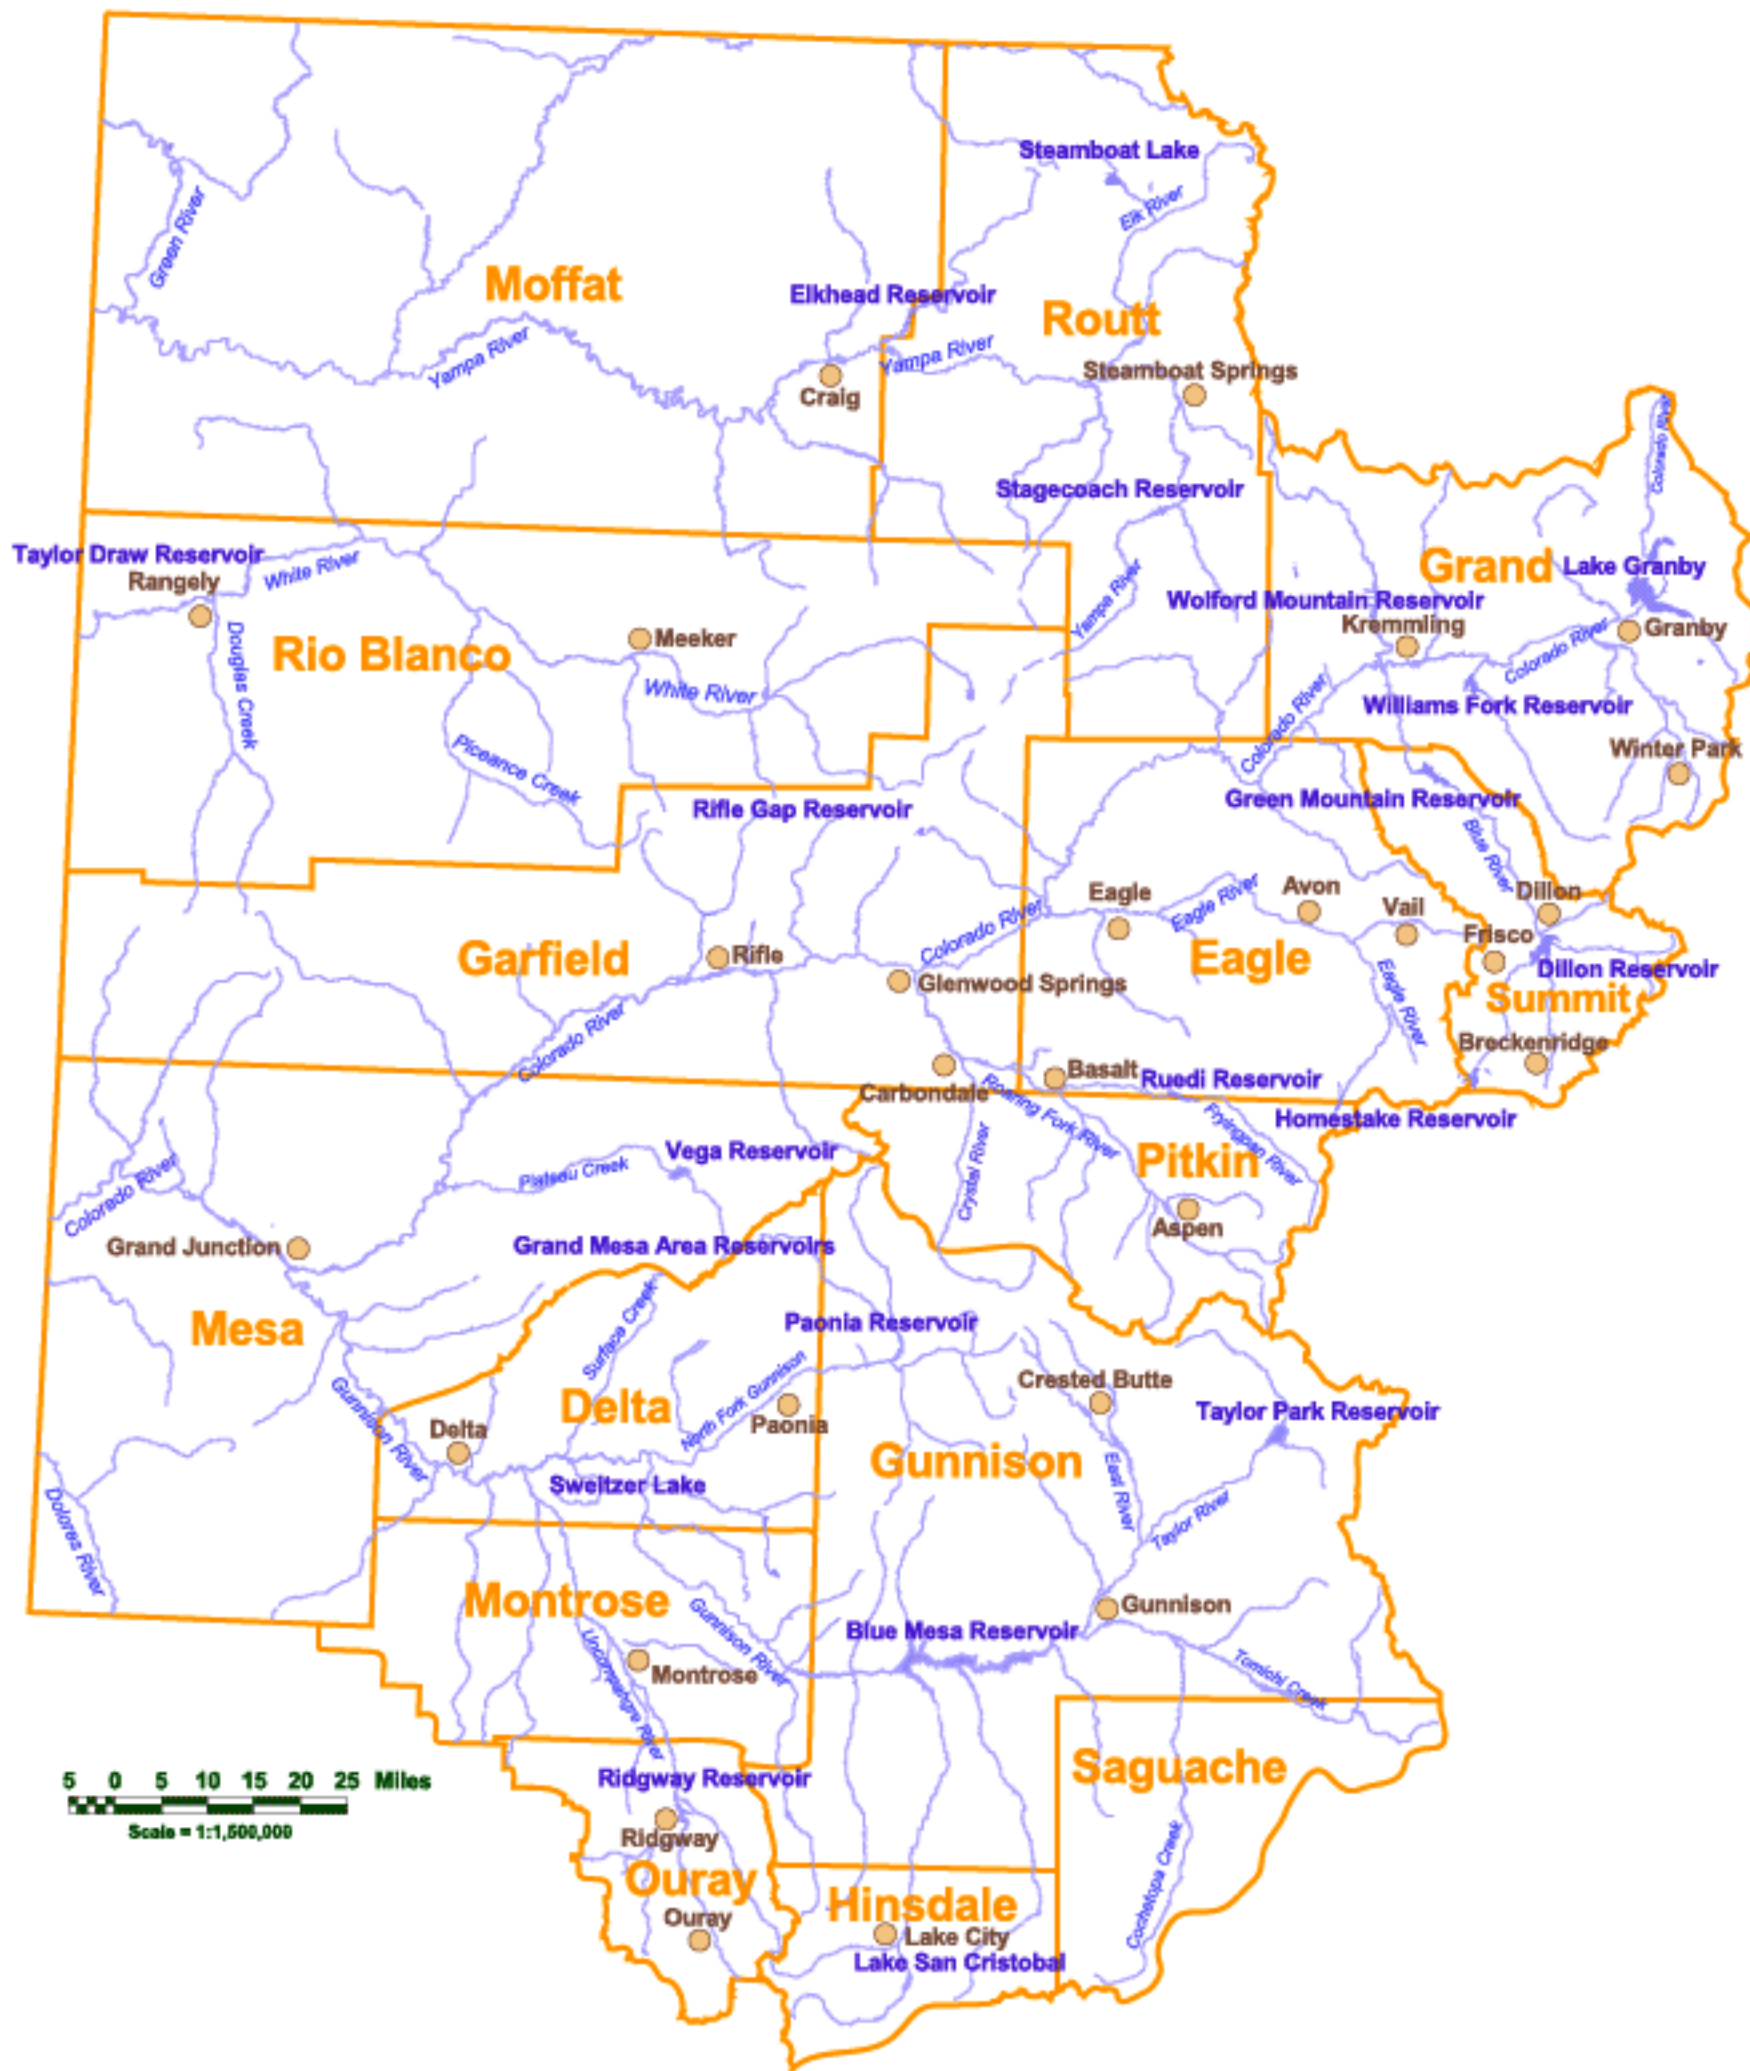 Steamboat Lake
Elk River
Green River
Moffat
Elkhead Reservoir
Routt
Yampa River
Yampa River
Steamboat Springs
Craig
Colorado River
Stagecoach Reservoir
Taylor Draw Reservoir
Rangely
White River
Grand
Lake Granby
Yampa River
Wolford Mountain Reservoir
Kremmling
Granby
Douglas Creek
Rio Blanco
Meeker
Colorado River
White River
Williams Fork Reservoir
Colorado River
Winter Park
Piceance Creek
Rifle Gap Reservoir
Green Mountain Reservoir
Blue River
Eagle
Eagle River
Avon
Vail
Dillon
Colorado River
Frisco
Garfield
Rifle
Eagle
Dillon Reservoir
Glenwood Springs
Summit
Eagle River
Colorado River
Breckenridge
Basalt
Ruedi Reservoir
Carbondale
Roaring Fork River
Homestake Reservoir
Fryingpan River
Vega Reservoir
Pitkin
Plateau Creek
Crystal River
Colorado River
Aspen
Grand Junction
Grand Mesa Area Reservoirs
Mesa
Surface Creek
Paonia Reservoir
Crested Butte
Gunnison River
Delta
North Fork Gunnison
Taylor Park Reservoir
Delta
Paonia
Gunnison
Sweitzer Lake
East River
Taylor River
Dolores River
Montrose
Gunnison River
Gunnison
Blue Mesa Reservoir
Uncompahgre River
Montrose
Tomichi Creek
Saguache
Ridgway Reservoir
5 0 5 10 15 20 25 Miles
Scale = 1:1,500,000
Ridgway
Ouray
Cochetopa Creek
Hinsdale
Ouray
Lake City
Lake San Cristobal